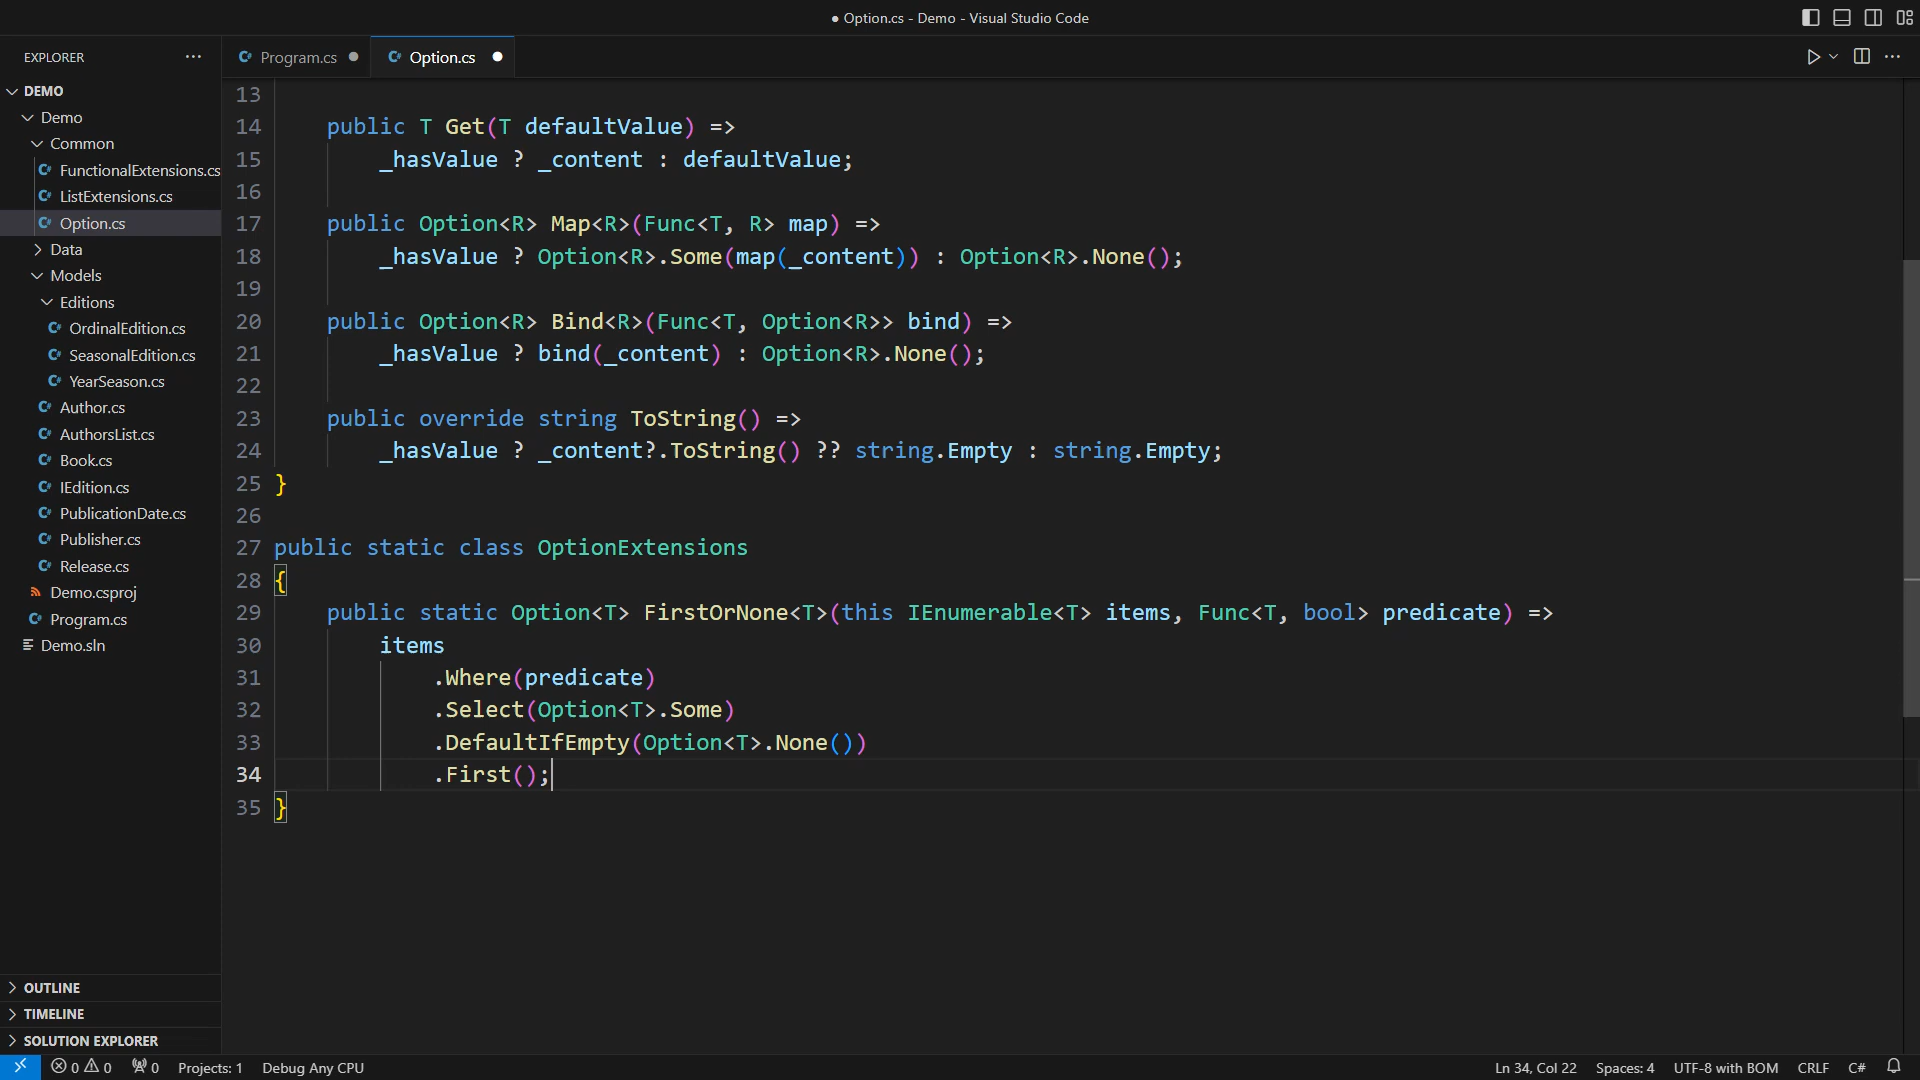 ● Option.cs - Demo - Visual Studio Code
EXPLORER
DEMO
Demo
Common
FunctionalExtensions.cs
ListExtensions.cs
Option.cs
Data
Models
Editions
OrdinalEdition.cs
SeasonalEdition.cs
YearSeason.cs
Author.cs
AuthorsList.cs
Book.cs
IEdition.cs
PublicationDate.cs
Publisher.cs
Release.cs
Demo.csproj
Program.cs
Demo.sln
OUTLINE
TIMELINE
SOLUTION EXPLORER
Program.cs ●
Option.cs ●
13
14 public T Get(T defaultValue) =>
15 _hasValue ? _content : defaultValue;
16
17 public Option<R> Map<R>(Func<T, R> map) =>
18 _hasValue ? Option<R>.Some(map(_content)) : Option<R>.None();
19
20 public Option<R> Bind<R>(Func<T, Option<R>> bind) =>
21 _hasValue ? bind(_content) : Option<R>.None();
22
23 public override string ToString() =>
24 _hasValue ? _content?.ToString() ?? string.Empty : string.Empty;
25 }
26
27 public static class OptionExtensions
28 {
29 public static Option<T> FirstOrNone<T>(this IEnumerable<T> items, Func<T, bool> predicate) =>
30 items
31 .Where(predicate)
32 .Select(Option<T>.Some)
33 .DefaultIfEmpty(Option<T>.None())
34 .First();
35 }
0 0 0 Projects: 1 Debug Any CPU Ln 34, Col 22 Spaces: 4 UTF-8 with BOM CRLF C#